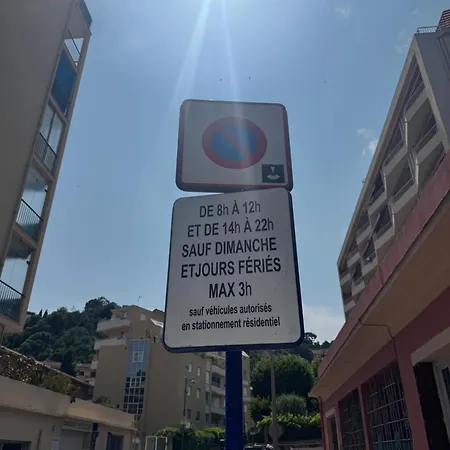 DE 8h À 12h
ET DE 14h À 22h
SAUF DIMANCHE
ETJOURS FÉRIÉS
MAX 3h
sauf véhicules autorisés
en stationnement résidentiel